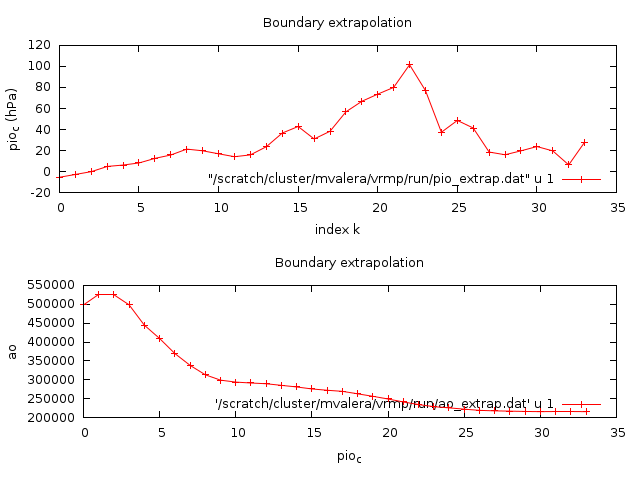 Boundary extrapolation
120
100
80
60
40
20
0
-20
pio_c (hPa)
"/scratch/cluster/mvalera/vrmp/run/pio_extrap.dat" u 1
0 5 10 15 20 25 30 35
index k
Boundary extrapolation
550000
500000
450000
400000
350000
300000
250000
200000
ao
'/scratch/cluster/mvalera/vrmp/run/ao_extrap.dat' u 1
0 5 10 15 20 25 30 35
pio_c